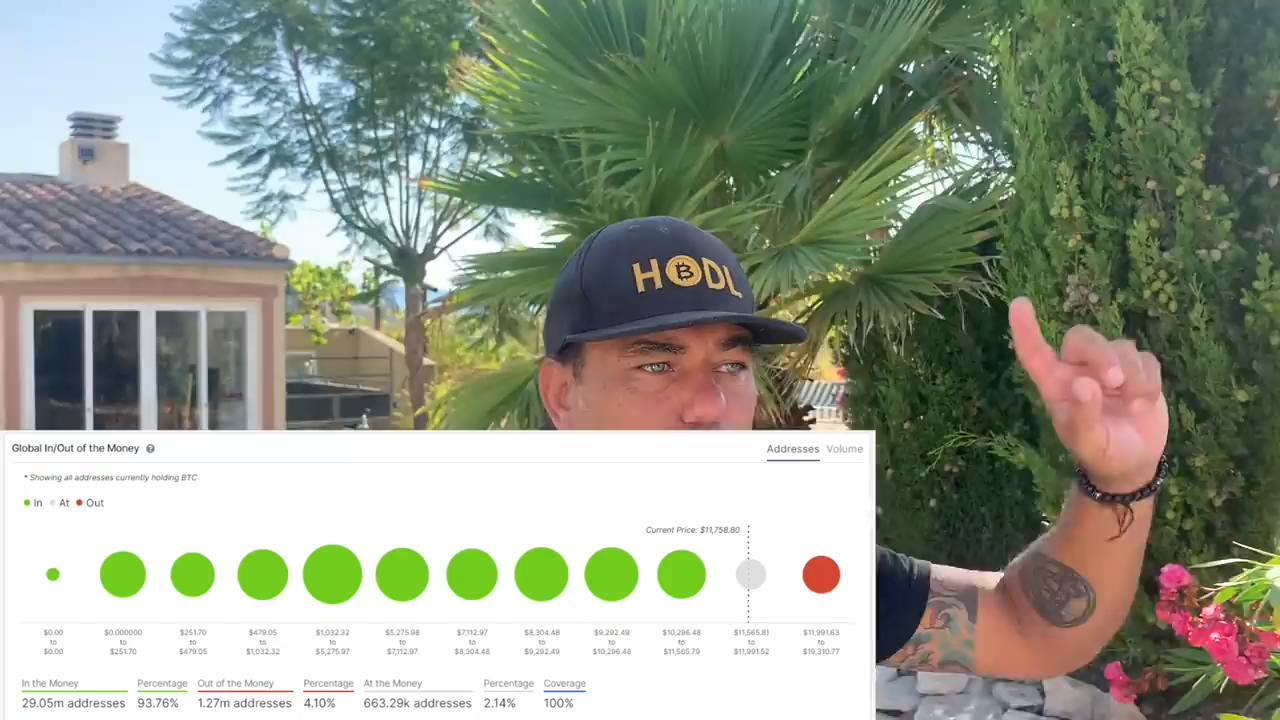 HODL
Global In/Out of the Money
Addresses Volume
* Showing all addresses currently holding BTC
In At Out
Current Price: $11,758.80
$0.00 to $0.00
$0.000000 to $251.70
$251.70 to $479.05
$479.05 to $1,032.32
$1,032.32 to $5,275.97
$5,275.98 to $7,112.97
$7,112.97 to $8,304.48
$8,304.48 to $9,292.49
$9,292.49 to $10,296.48
$10,296.48 to $11,565.79
$11,565.81 to $11,991.52
$11,991.63 to $19,310.77
In the Money Percentage Out of the Money Percentage At the Money Percentage Coverage
29.05m addresses 93.76% 1.27m addresses 4.10% 663.29k addresses 2.14% 100%